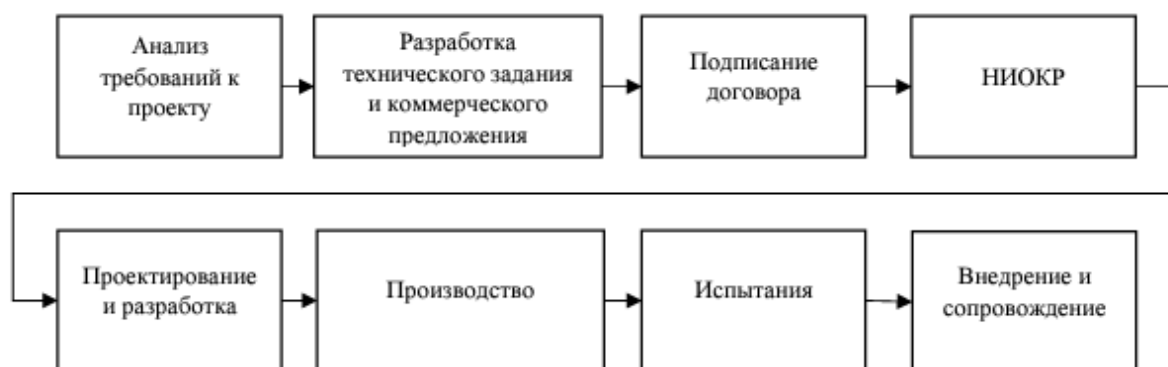 Анализ
требований к
проекту
Разработка
технического задания
и коммерческого
предложения
Подписание
договора
НИОКР
Проектирование
и разработка
Производство
Испытания
Внедрение и
сопровождение